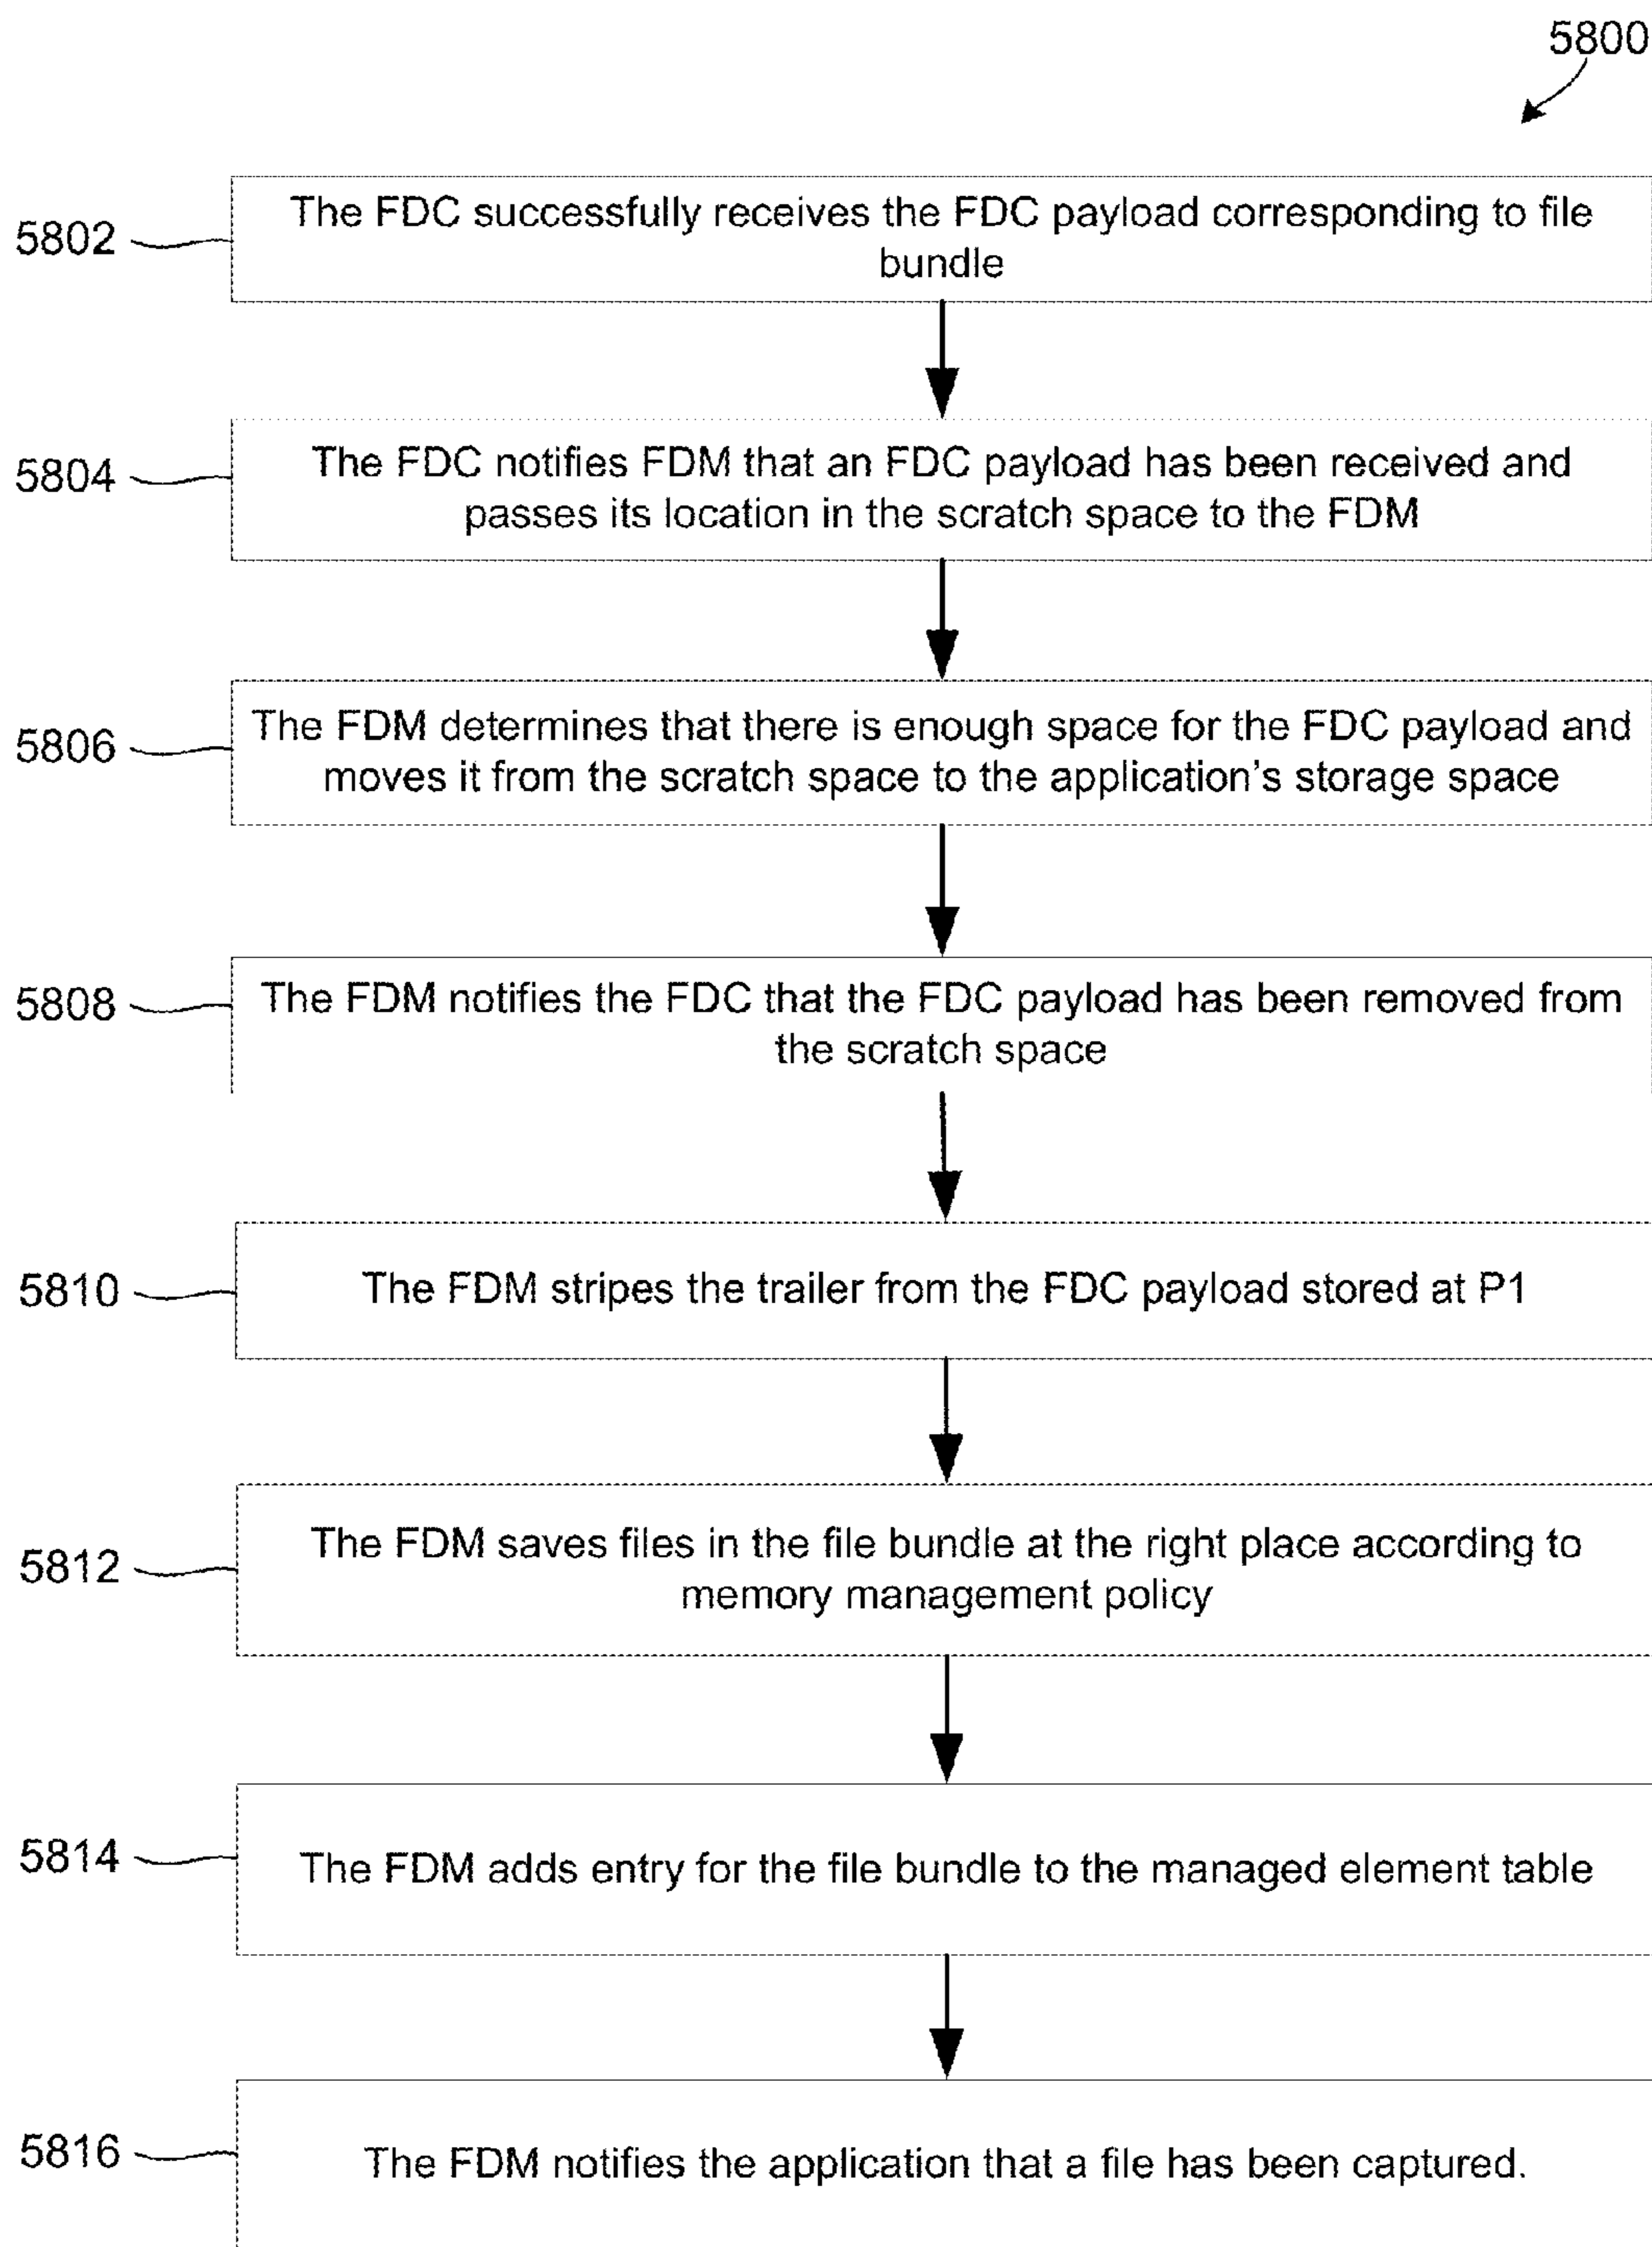 5800
5802
The FDC successfully receives the FDC payload corresponding to file
bundle
5804
The FDC notifies FDM that an FDC payload has been received and
passes its location in the scratch space to the FDM
5806
The FDM determines that there is enough space for the FDC payload and
moves it from the scratch space to the application's storage space
5808
The FDM notifies the FDC that the FDC payload has been removed from
the scratch space
5810
The FDM stripes the trailer from the FDC payload stored at P1
5812
The FDM saves files in the file bundle at the right place according to
memory management policy
5814
The FDM adds entry for the file bundle to the managed element table
5816
The FDM notifies the application that a file has been captured.